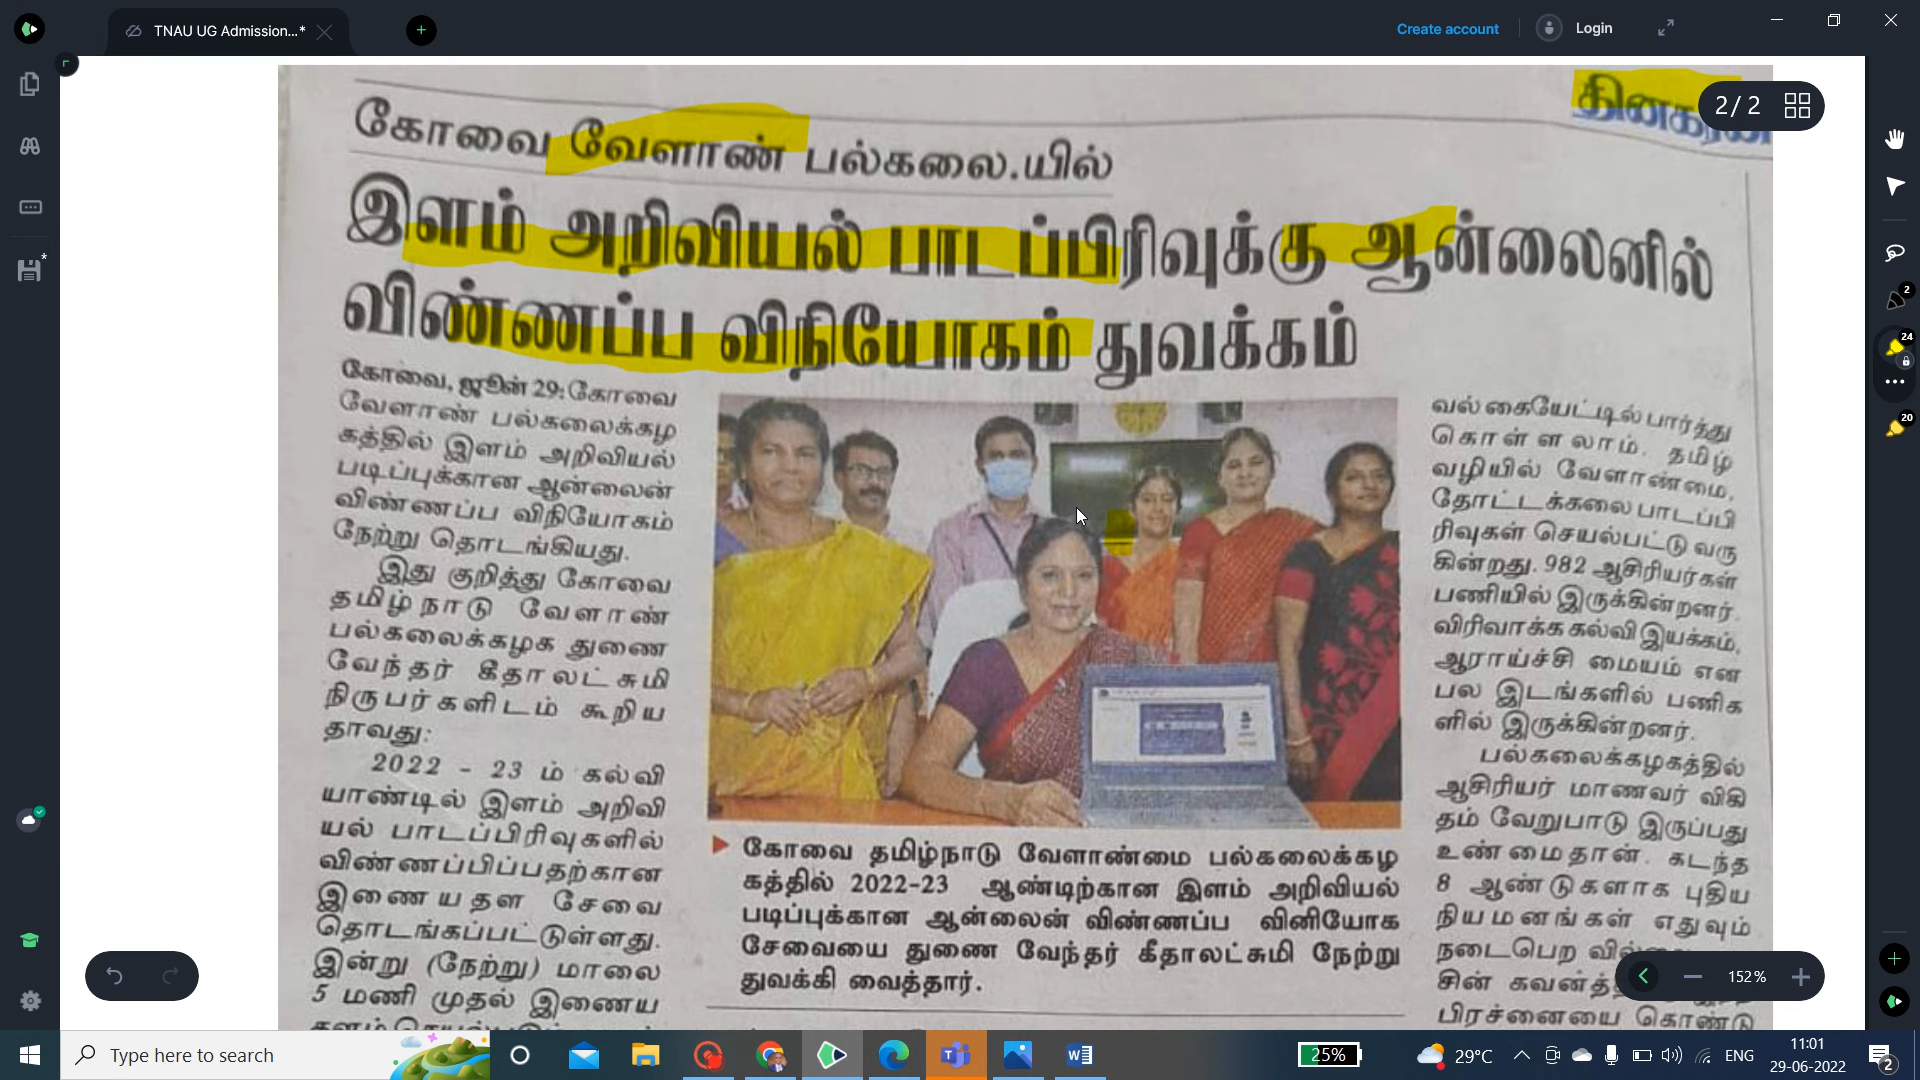 TNAU UG Admission...*
Create account
Login
2/ 2
கோவை வேளாண் பல்கலை.யில்
இளம் அறிவியல் பாடப்பிரிவுக்கு ஆன்லைனில்
விண்ணப்ப விநியோகம் துவக்கம்
கோவை, ஜூன் 29: கோவை
வேளாண் பல்கலைக்கழ
கத்தில் இளம் அறிவியல்
படிப்புக்கான ஆன்லைன்
விண்ணப்ப விநியோகம்
நேற்று தொடங்கியது.
இது குறித்து கோவை
தமிழ்நாடு வேளாண்
பல்கலைக்கழக துணை
வேந்தர் கீதாலட்சுமி
நிருபர்களிடம் கூறிய
தாவது:
2022 - 23 ம் கல்வி
யாண்டில் இளம் அறிவி
யல் பாடப்பிரிவுகளில்
விண்ணப்பிப்பதற்கான
இணையதள சேவை
தொடங்கப்பட்டுள்ளது.
இன்று (நேற்று) மாலை
5 மணி முதல் இணைய
கோவை தமிழ்நாடு வேளாண்மை பல்கலைக்கழ
கத்தில் 2022-23 ஆண்டிற்கான இளம் அறிவியல்
படிப்புக்கான ஆன்லைன் விண்ணப்ப வினியோக
சேவையை துணை வேந்தர் கீதாலட்சுமி நேற்று
துவக்கி வைத்தார்.
வல் கையேட்டில் பார்த்து
கொள்ளலாம். தமிழ்
வழியில் வேளாண்மை,
தோட்டக்கலை பாடப்பி
ரிவுகள் செயல்பட்டு வரு
கின்றது. 982 ஆசிரியர்கள்
பணியில் இருக்கின்றனர்.
விரிவாக்க கல்வி இயக்கம்,
ஆராய்ச்சி மையம் என
பல இடங்களில் பணிக
ளில் இருக்கின்றனர்.
பல்கலைக்கழகத்தில்
ஆசிரியர் மாணவர் விகி
தம் வேறுபாடு இருப்பது
உண்மைதான். கடந்த
8 ஆண்டுகளாக புதிய
நியமனங்கள் எதுவும்
நடைபெற
சின்
பிரச்னையை கொண்டு
2
24
20
152%
Type here to search
25%
29°C
ENG
11:01
29-06-2022
2